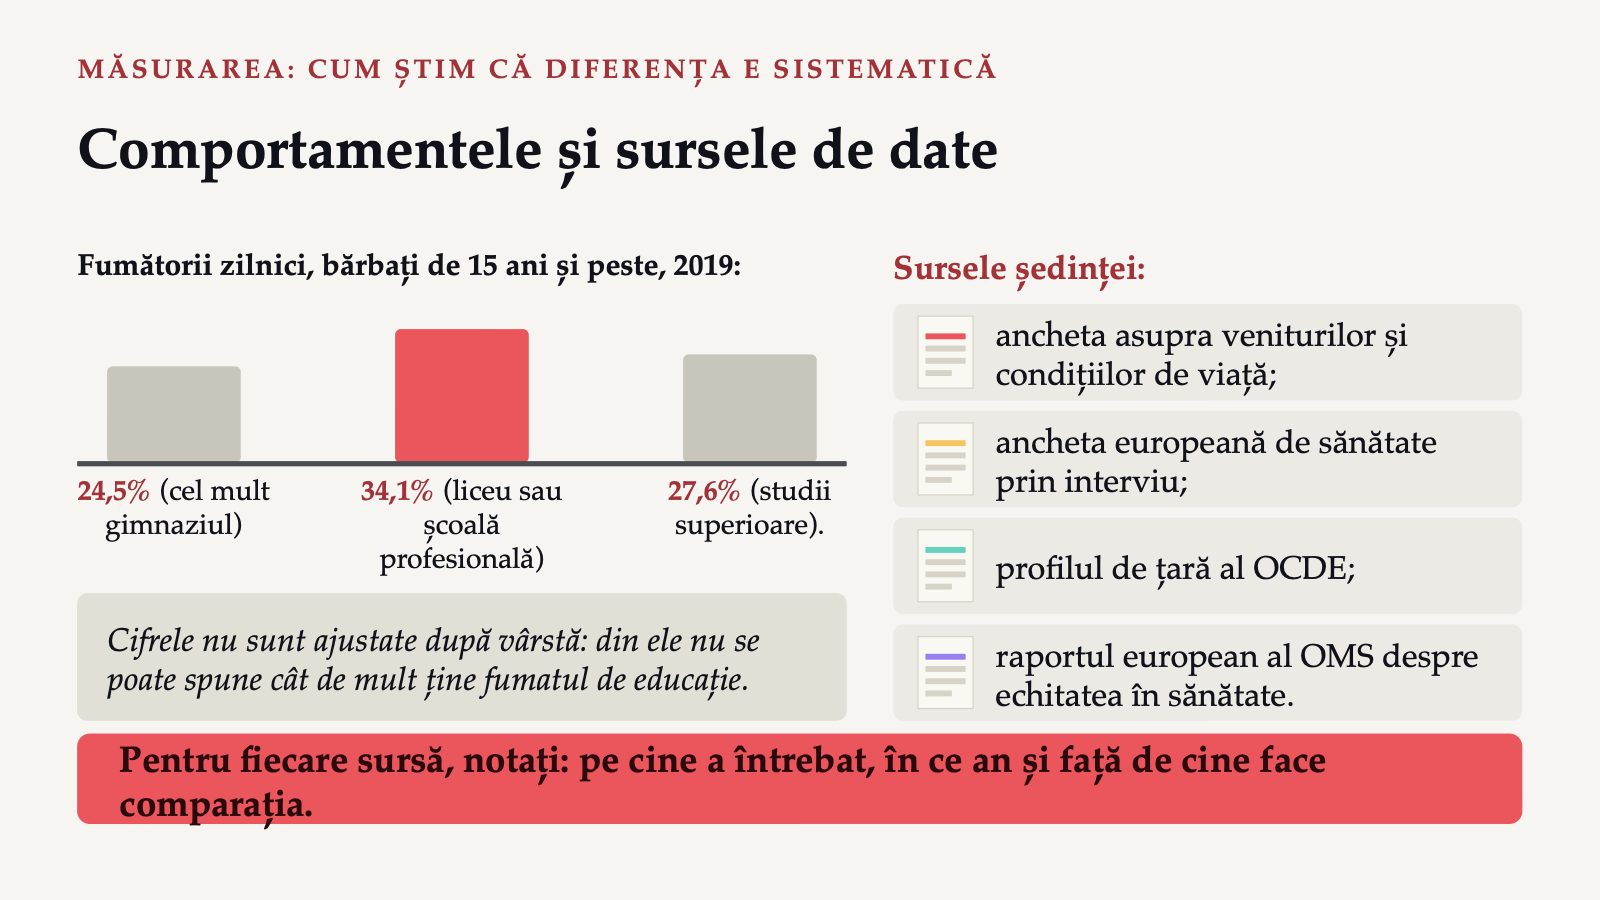 MĂSURAREA: CUM ȘTIM CĂ DIFERENȚA E SISTEMATICĂ
Comportamentele și sursele de date
Fumătorii zilnici, bărbați de 15 ani și peste, 2019:
24,5% (cel mult
gimnaziul)
34,1% (liceu sau
școală
profesională)
27,6% (studii
superioare).
Cifrele nu sunt ajustate după vârstă: din ele nu se
poate spune cât de mult ține fumatul de educație.
Sursele ședinței:
ancheta asupra veniturilor și
condițiilor de viață;
ancheta europeană de sănătate
prin interviu;
profilul de țară al OCDE;
raportul european al OMS despre
echitatea în sănătate.
Pentru fiecare sursă, notați: pe cine a întrebat, în ce an și față de cine face
comparația.